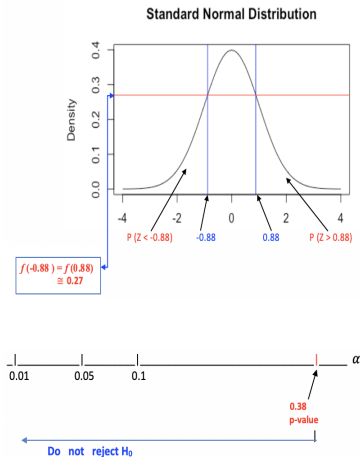 Standard Normal Distribution
Density
0.0 0.1 0.2 0.3 0.4
-4 -2 0 2 4
P (Z < -0.88) -0.88 0.88 P (Z > 0.88)
f (-0.88 ) = f (0.88)
≅ 0.27
α
0.01 0.05 0.1
0.38
p-value
Do not reject H₀